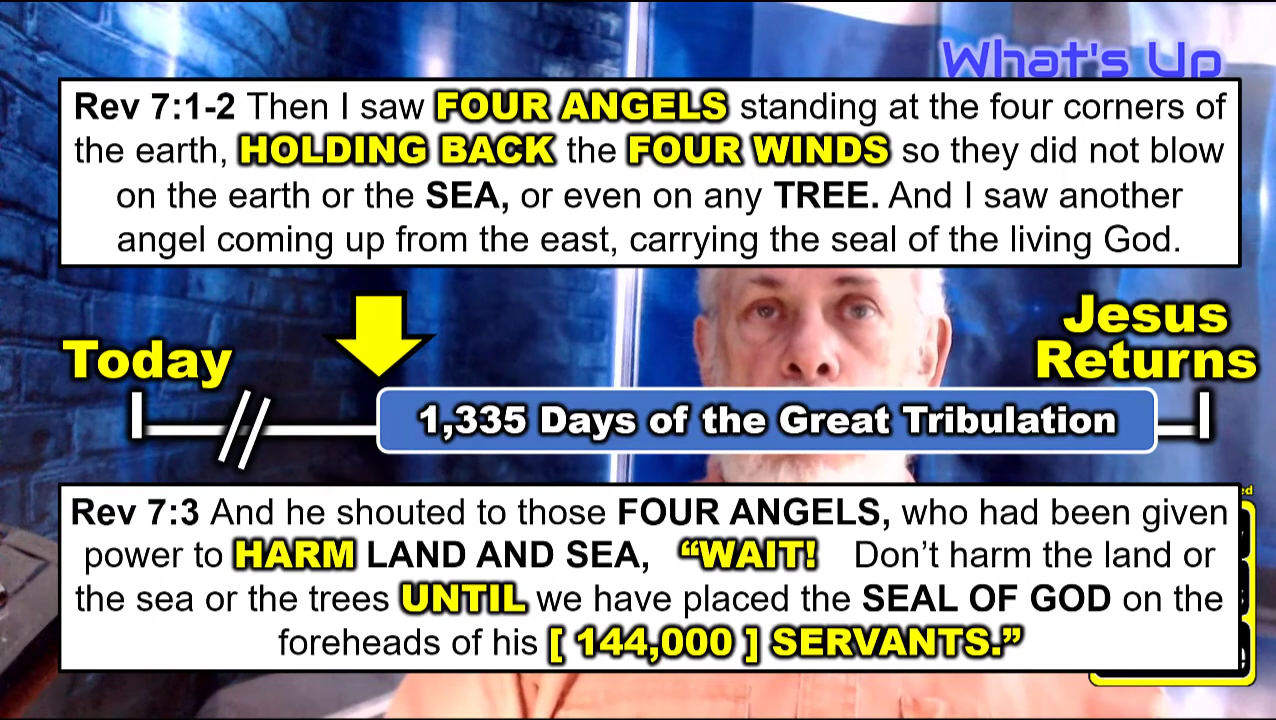 What's Up
Rev 7:1-2 Then I saw FOUR ANGELS standing at the four corners of
the earth, HOLDING BACK the FOUR WINDS so they did not blow
on the earth or the SEA, or even on any TREE. And I saw another
angel coming up from the east, carrying the seal of the living God.
Today
Jesus
Returns
1,335 Days of the Great Tribulation
Rev 7:3 And he shouted to those FOUR ANGELS, who had been given
power to HARM LAND AND SEA, “WAIT! Don’t harm the land or
the sea or the trees UNTIL we have placed the SEAL OF GOD on the
foreheads of his [ 144,000 ] SERVANTS.”